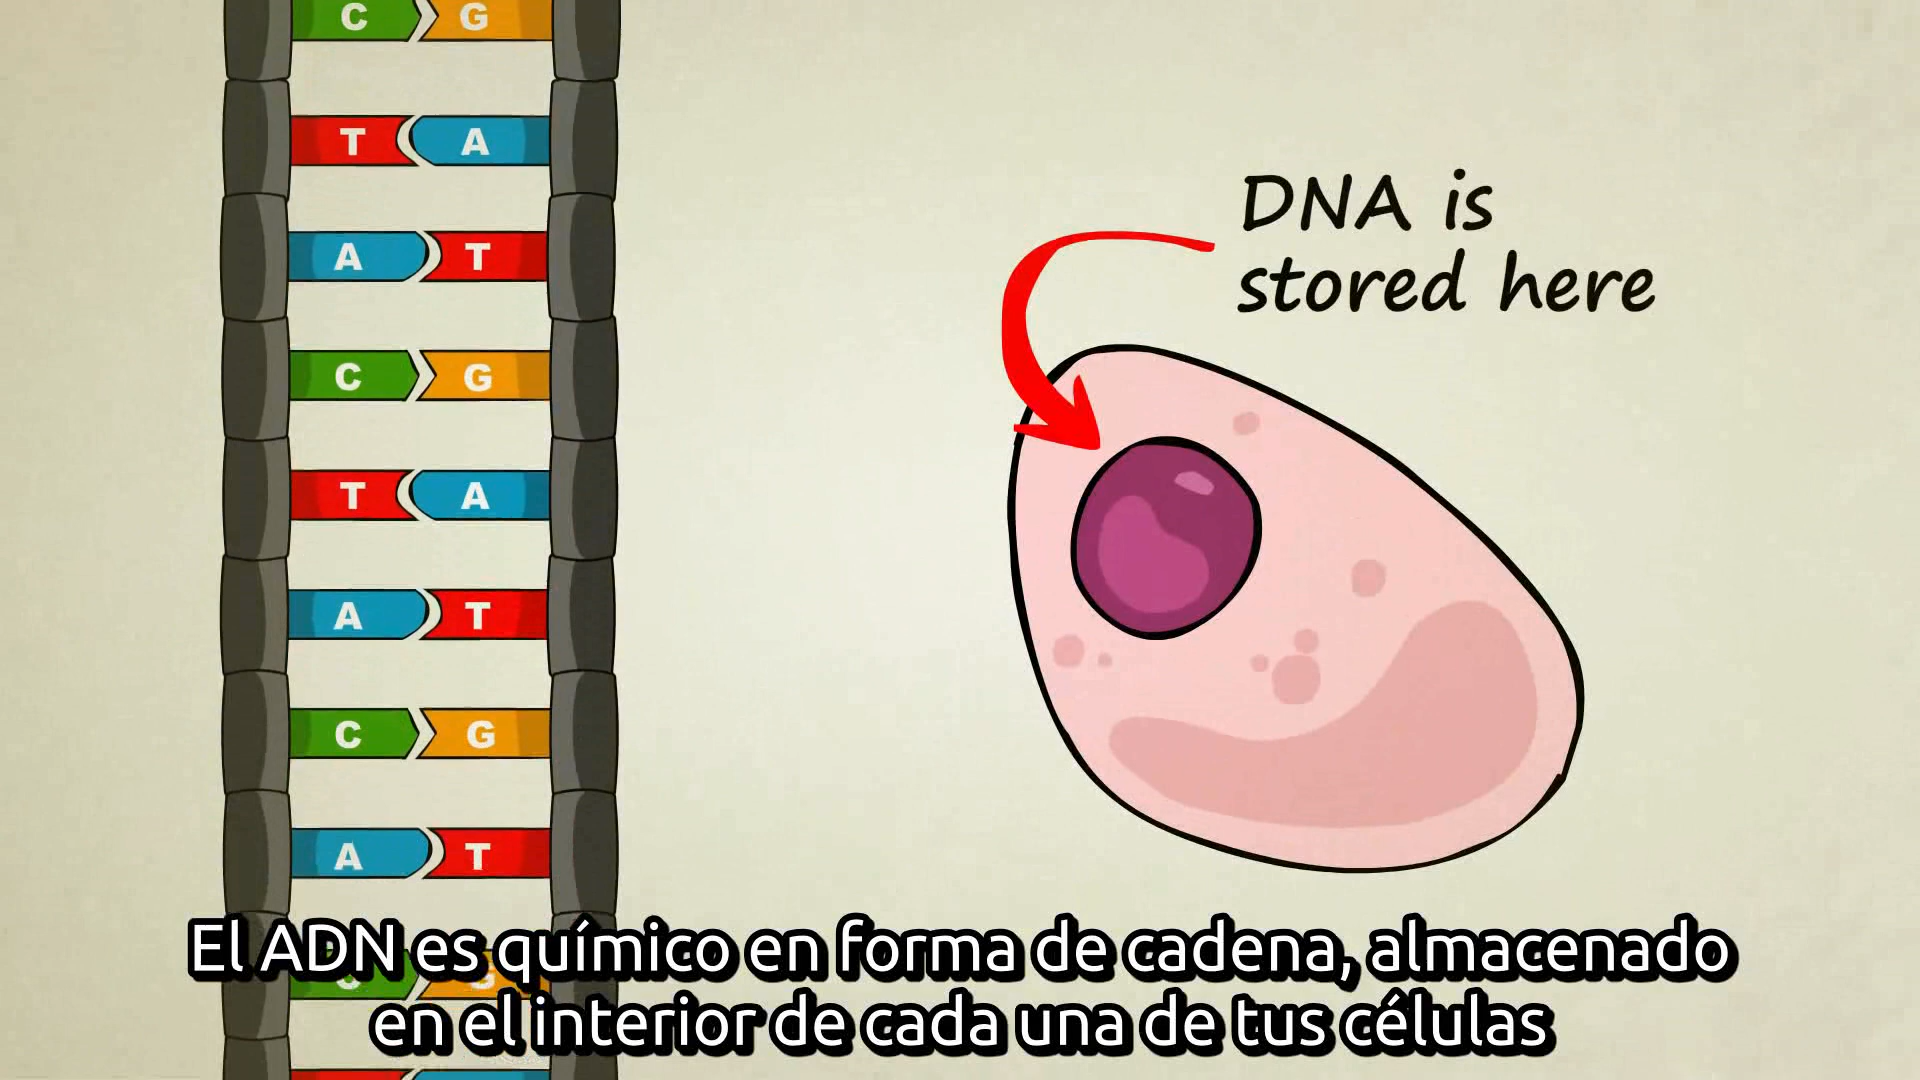 C G
T A
A T
C G
T A
A T
C G
A T
C G
DNA is
stored here
El ADN es químico en forma de cadena, almacenado
en el interior de cada una de tus células